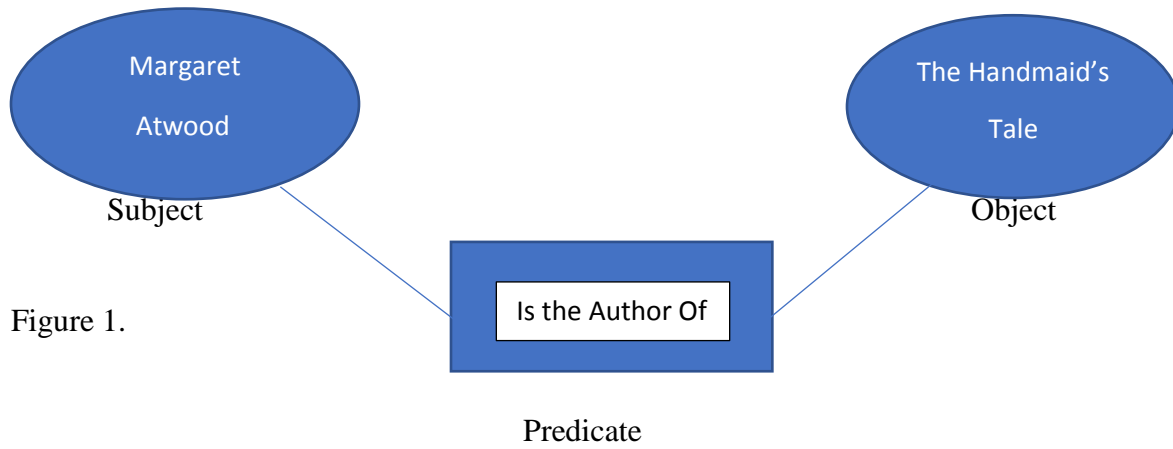 Margaret
Atwood
The Handmaid’s
Tale
Subject
Object
Is the Author Of
Figure 1.
Predicate